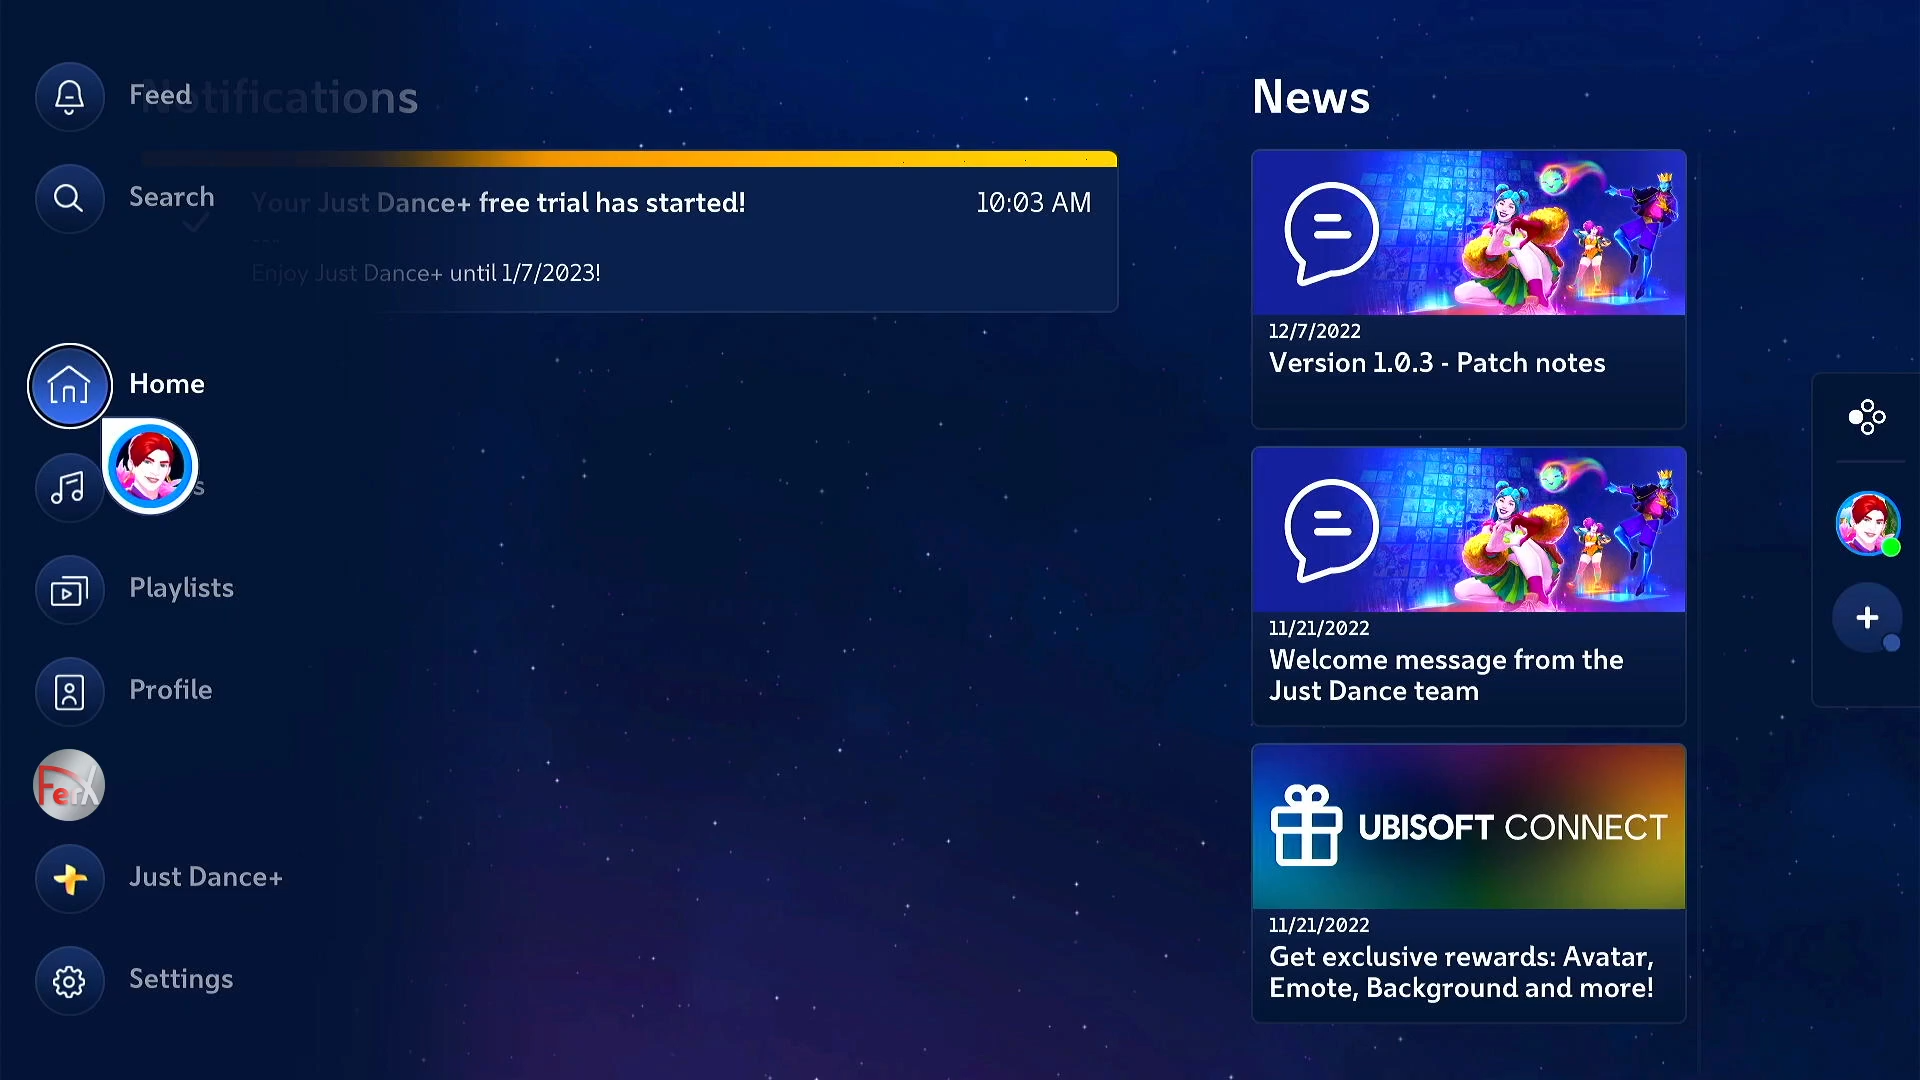 Feed
Notifications
Search
Your Just Dance+ free trial has started!
10:03 AM
Enjoy Just Dance+ until 1/7/2023!
Home
s
Playlists
Profile
FerX
Just Dance+
Settings
News
12/7/2022
Version 1.0.3 - Patch notes
11/21/2022
Welcome message from the
Just Dance team
UBISOFT CONNECT
11/21/2022
Get exclusive rewards: Avatar,
Emote, Background and more!